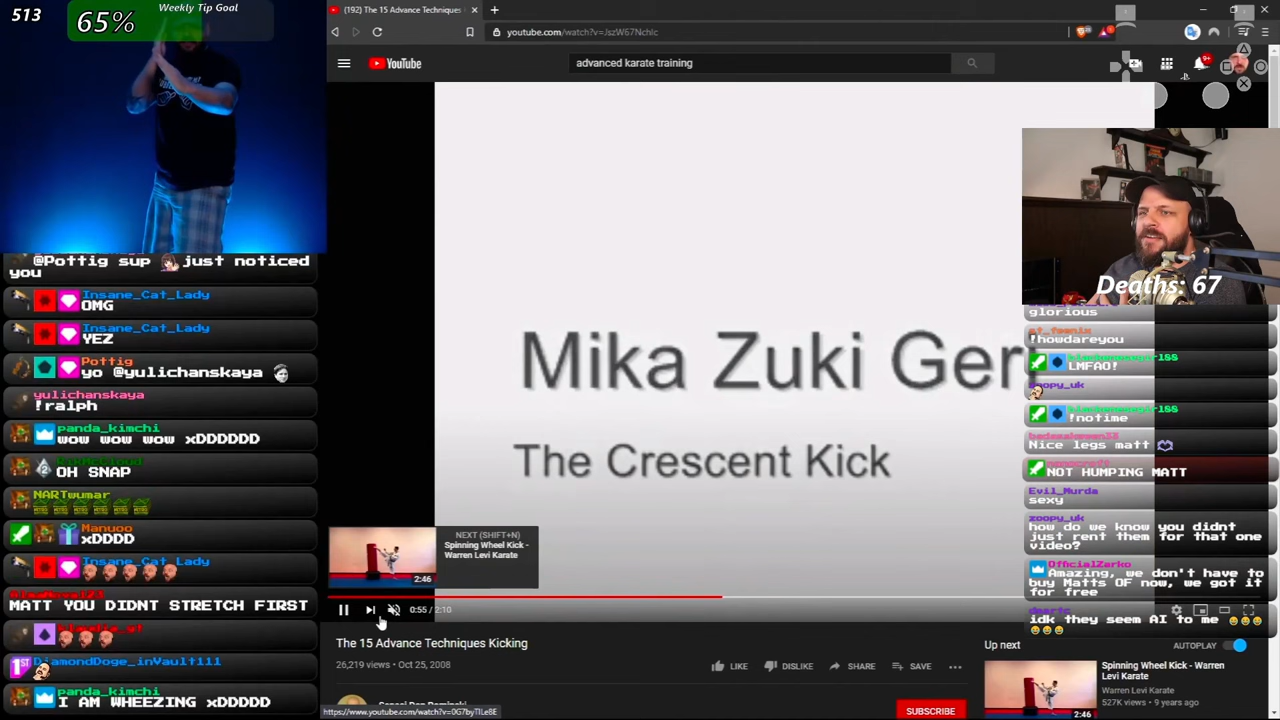 513
65%
Weekly Tip Goal
(192) The 15 Advance Techniques
youtube.com/watch?v=JszW67Nchlc
YouTube
advanced karate training
9+
Mika Zuki Geri
The Crescent Kick
Deaths: 67
@Pottig sup just noticed
you
Insane_Cat_Lady
OMG
Insane_Cat_Lady
YEZ
Pottig
yo @yulichanskaya
yulichanskaya
!ralph
panda_kimchi
wow wow wow xDDDDDD
OH SNAP
NARTwumar
Manuoo
xDDDD
Insane_Cat_Lady
MATT YOU DIDNT STRETCH FIRST
1ST
DiamondDoge_inVault111
panda_kimchi
I AM WHEEZING xDDDDD
glorious
!howdareyou
LMFAO!
zoopy_uk
!notime
Nice legs matt
NOT HUMPING MATT
Evil_Murda
sexy
zoopy_uk
how do we know you didnt
just rent them for that one
video?
OfficialZarko
Amazing, we don't have to
buy Matts OF now, we got it
for free
idk they seem AI to me
NEXT (SHIFT+N)
Spinning Wheel Kick -
Warren Levi Karate
2:46
0:55 / 2:10
The 15 Advance Techniques Kicking
26,219 views • Oct 25, 2008
LIKE
DISLIKE
SHARE
SAVE
Up next
AUTOPLAY
Spinning Wheel Kick - Warren
Levi Karate
Warren Levi Karate
527K views • 9 years ago
2:46
SUBSCRIBE